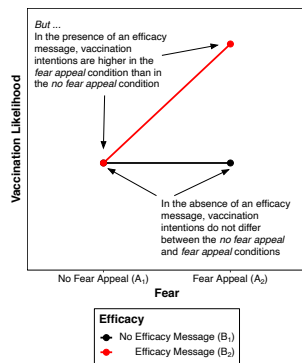 But ...
In the presence of an efficacy
message, vaccination
intentions are higher in the
fear appeal condition than in
the no fear appeal condition
Vaccination Likelihood
In the absence of an efficacy
message, vaccination
intentions do not differ
between the no fear appeal
and fear appeal conditions
No Fear Appeal (A₁)
Fear Appeal (A₂)
Fear
Efficacy
No Efficacy Message (B₁)
Efficacy Message (B₂)